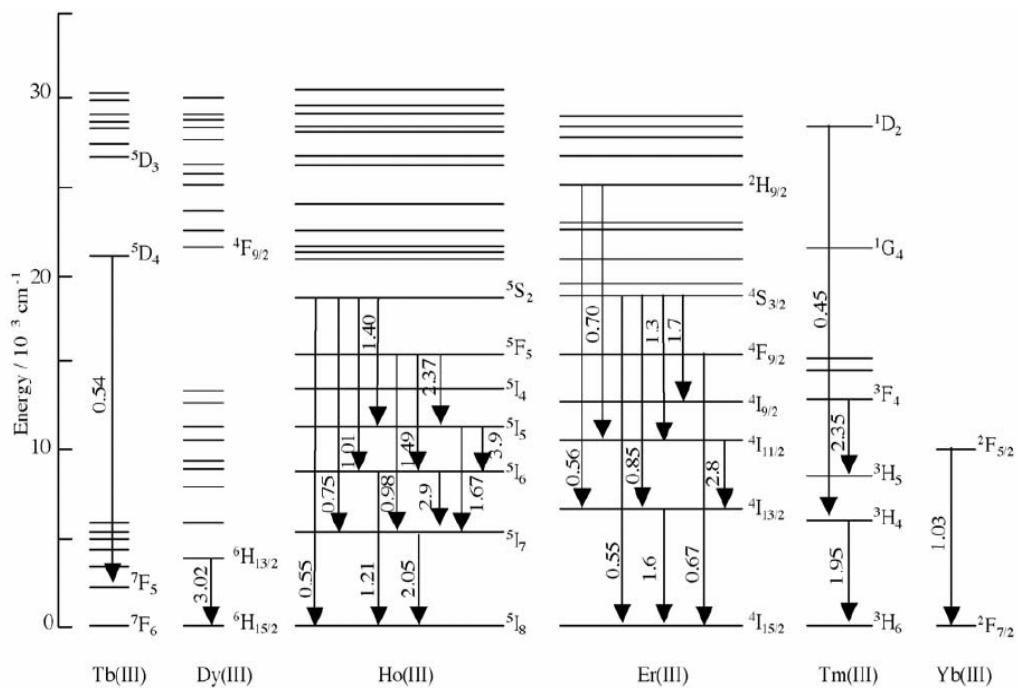 30
20
10
0
Energy / 10⁻³ cm⁻¹
⁵D₃
⁵D₄
0.54
⁷F₅
⁷F₆
Tb(III)
⁴F₉/₂
⁶H₁₃/₂
3.02
⁶H₁₅/₂
Dy(III)
⁵S₂
1.40
⁵F₅
2.37
⁵I₄
⁵I₅
1.01
1.49
3.9
⁵I₆
0.75
0.98
2.9
1.67
⁵I₇
0.55
1.21
2.05
⁵I₈
Ho(III)
²H₉/₂
0.70
1.3
1.7
⁴S₃/₂
⁴F₉/₂
⁴I₉/₂
⁴I₁₁/₂
0.56
0.85
2.8
⁴I₁₃/₂
0.55
1.6
0.67
⁴I₁₅/₂
Er(III)
¹D₂
¹G₄
0.45
³F₄
2.35
³H₅
³H₄
1.95
³H₆
Tm(III)
²F₅/₂
1.03
²F₇/₂
Yb(III)